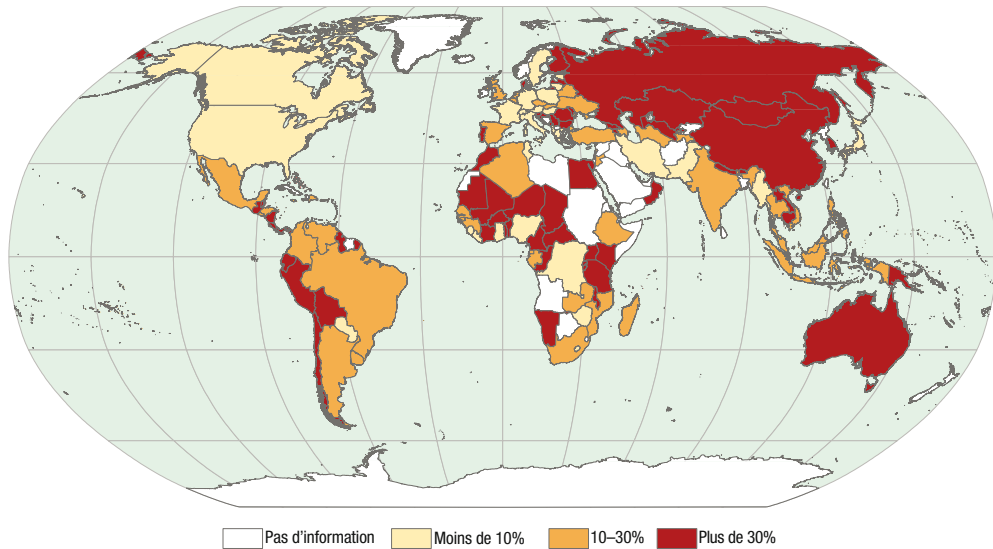 Pas d’information Moins de 10% 10–30% Plus de 30%